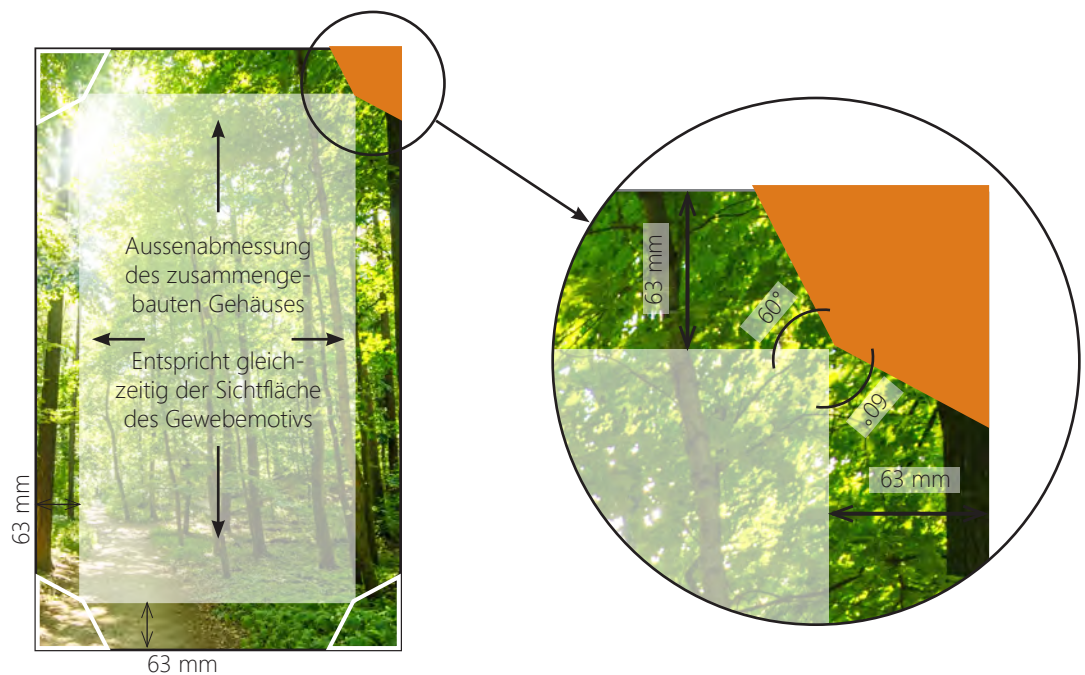 Aussenabmessung
des zusammenge-
bauten Gehäuses
Entspricht gleich-
zeitig der Sichtfläche
des Gewebemotivs
63 mm
63 mm
63 mm
60°
60°
63 mm